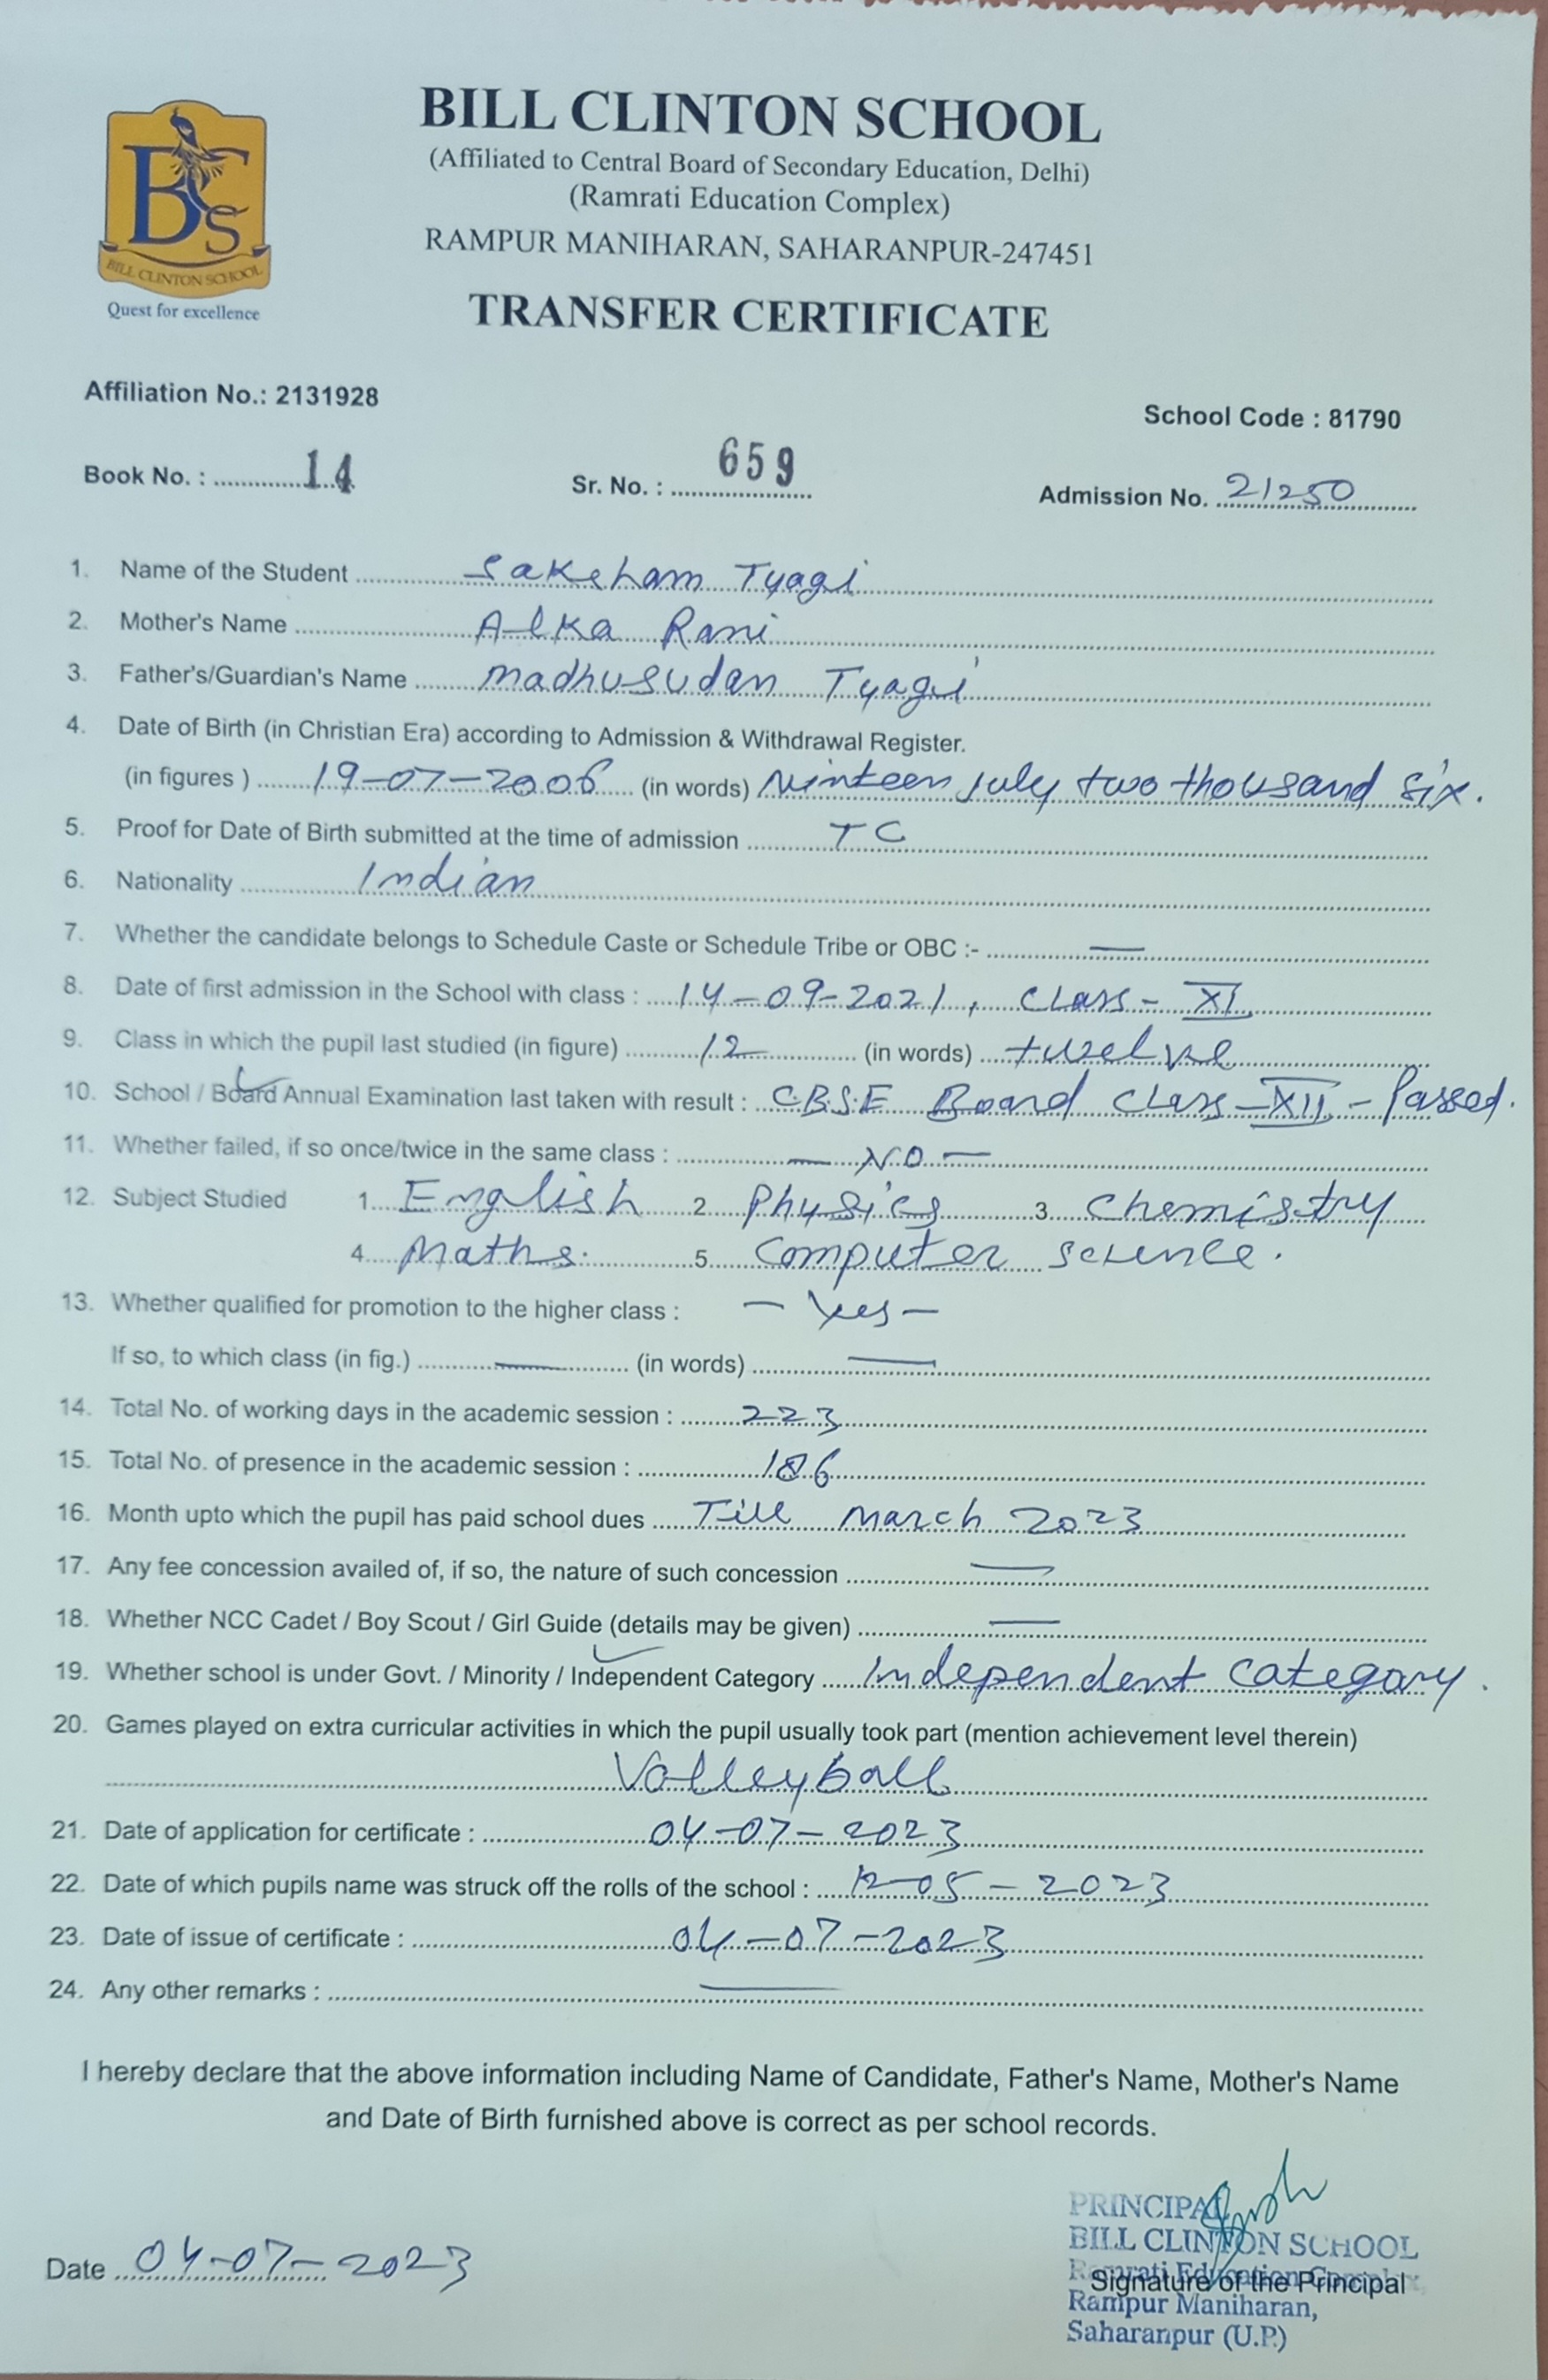 BILL CLINTON SCHOOL
(Affiliated to Central Board of Secondary Education, Delhi)
(Ramrati Education Complex)
RAMPUR MANIHARAN, SAHARANPUR-247451
BCS
BILL CLINTON SCHOOL
Quest for excellence
TRANSFER CERTIFICATE
Affiliation No.: 2131928
School Code : 81790
Book No. : 14 Sr. No. : 659 Admission No. 21250
1. Name of the Student Sakeham Tyagi
2. Mother's Name Alka Rani
3. Father's/Guardian's Name Madhusudan Tyagi
4. Date of Birth (in Christian Era) according to Admission & Withdrawal Register.
(in figures ) 19-07-2006 (in words) Ninteen July two thousand six.
5. Proof for Date of Birth submitted at the time of admission TC
6. Nationality Indian
7. Whether the candidate belongs to Schedule Caste or Schedule Tribe or OBC :- —
8. Date of first admission in the School with class : 14-09-2021, Class- XI
9. Class in which the pupil last studied (in figure) 12 (in words) twelve
10. School / Board Annual Examination last taken with result : C.B.S.E Board Class-XII - Passed.
11. Whether failed, if so once/twice in the same class : — NO —
12. Subject Studied 1. English 2. Physics 3. Chemistry
4. Maths. 5. Computer Science.
13. Whether qualified for promotion to the higher class : — Yes —
If so, to which class (in fig.) — (in words) —
14. Total No. of working days in the academic session : 223
15. Total No. of presence in the academic session : 186
16. Month upto which the pupil has paid school dues Till March 2023
17. Any fee concession availed of, if so, the nature of such concession —
18. Whether NCC Cadet / Boy Scout / Girl Guide (details may be given) —
19. Whether school is under Govt. / Minority / Independent Category Independent Category.
20. Games played on extra curricular activities in which the pupil usually took part (mention achievement level therein)
Volleyball
21. Date of application for certificate : 04-07-2023
22. Date of which pupils name was struck off the rolls of the school : 12-05-2023
23. Date of issue of certificate : 04-07-2023
24. Any other remarks : —
I hereby declare that the above information including Name of Candidate, Father's Name, Mother's Name
and Date of Birth furnished above is correct as per school records.
PRINCIPAL
BILL CLINTON SCHOOL
Ramrati Education Complex,
Date 04-07-2023 Signature of the Principal
Rampur Maniharan,
Saharanpur (U.P.)